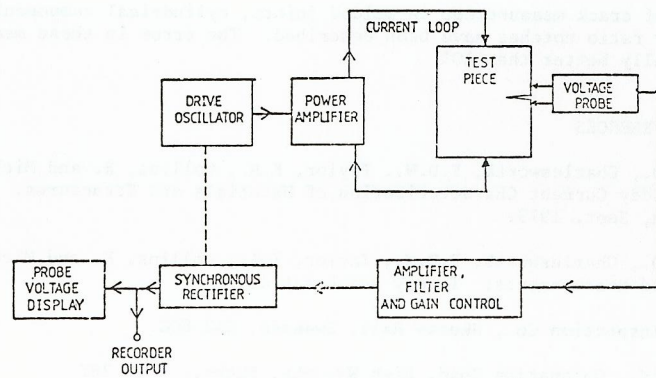 CURRENT LOOP
TEST
PIECE
VOLTAGE
PROBE
DRIVE
OSCILLATOR
POWER
AMPLIFIER
PROBE
VOLTAGE
DISPLAY
SYNCHRONOUS
RECTIFIER
AMPLIFIER,
FILTER
AND GAIN CONTROL
RECORDER
OUTPUT